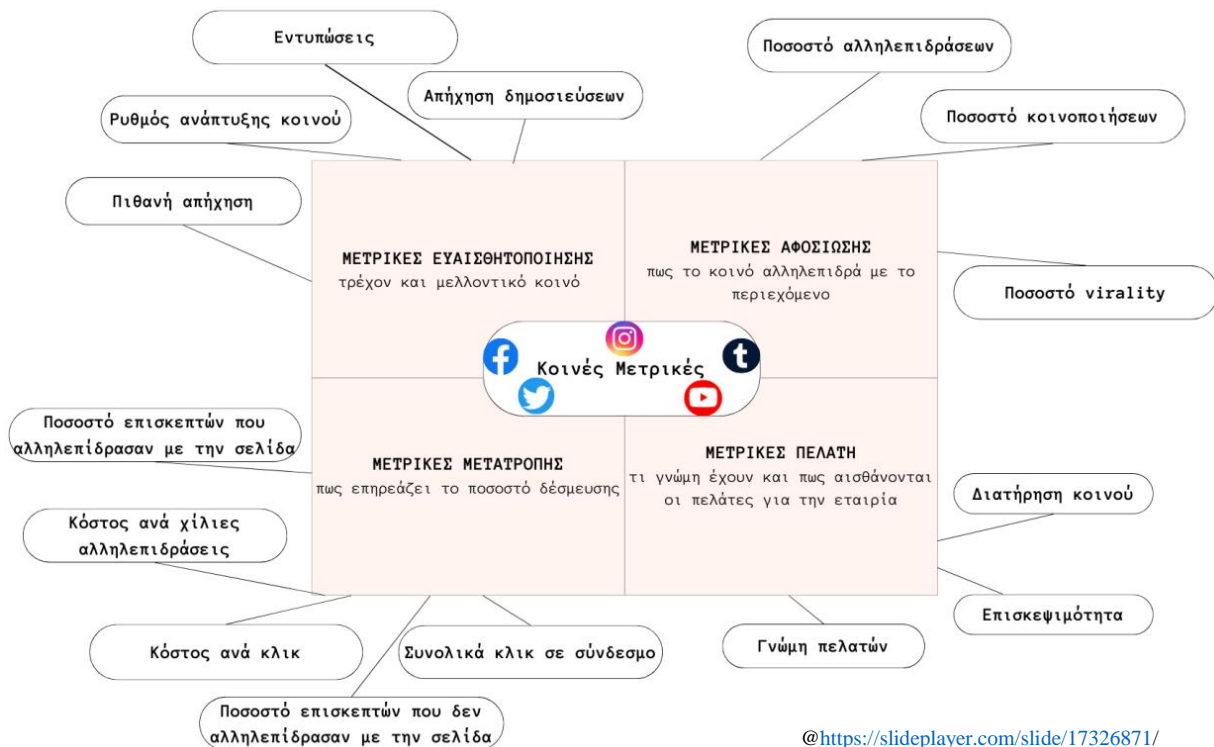 Εντυπώσεις
Ποσοστό αλληλεπιδράσεων
Απήχηση δημοσιεύσεων
Ρυθμός ανάπτυξης κοινού
Ποσοστό κοινοποιήσεων
Πιθανή απήχηση
ΜΕΤΡΙΚΕΣ ΕΥΑΙΣΘΗΤΟΠΟΙΗΣΗΣ
τρέχον και μελλοντικό κοινό
ΜΕΤΡΙΚΕΣ ΑΦΟΣΙΩΣΗΣ
πως το κοινό αλληλεπιδρά με το
περιεχόμενο
Ποσοστό virality
Κοινές Μετρικές
Ποσοστό επισκεπτών που
αλληλεπίδρασαν με την σελίδα
ΜΕΤΡΙΚΕΣ ΜΕΤΑΤΡΟΠΗΣ
πως επηρεάζει το ποσοστό δέσμευσης
ΜΕΤΡΙΚΕΣ ΠΕΛΑΤΗ
τι γνώμη έχουν και πως αισθάνονται
οι πελάτες για την εταιρία
Διατήρηση κοινού
Κόστος ανά χίλιες
αλληλεπιδράσεις
Επισκεψιμότητα
Κόστος ανά κλικ
Συνολικά κλικ σε σύνδεσμο
Γνώμη πελατών
Ποσοστό επισκεπτών που δεν
αλληλεπίδρασαν με την σελίδα
@https://slideplayer.com/slide/17326871/